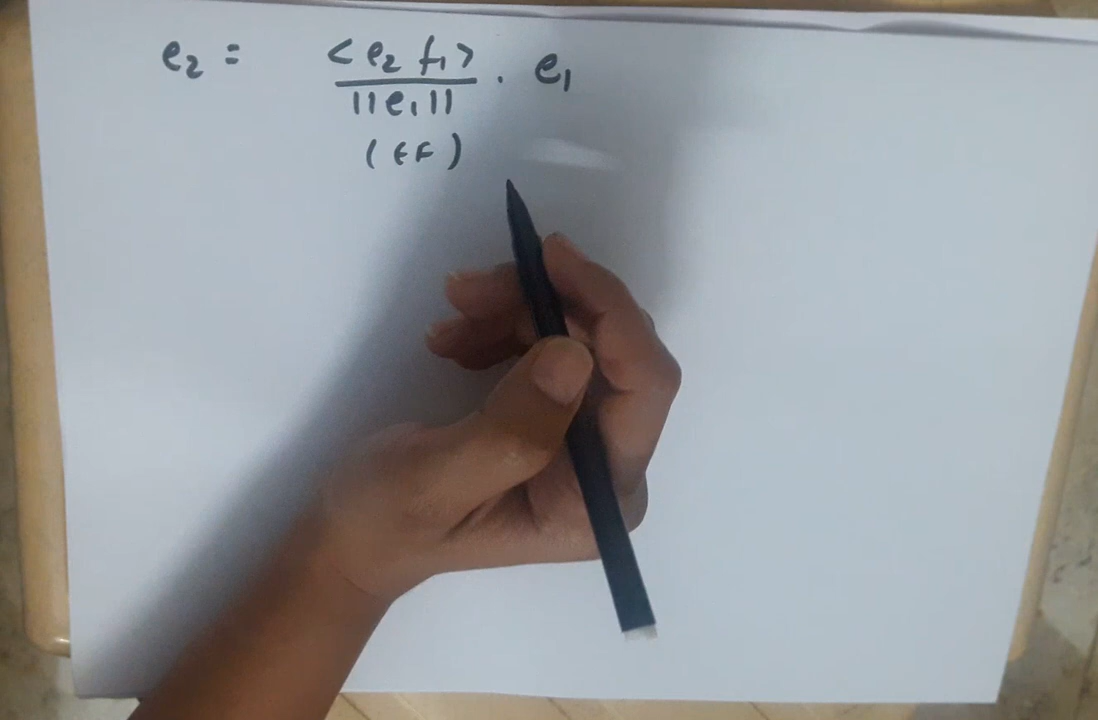 e₂ = <e₂ f₁> / ||e₁|| · e₁
(EF)